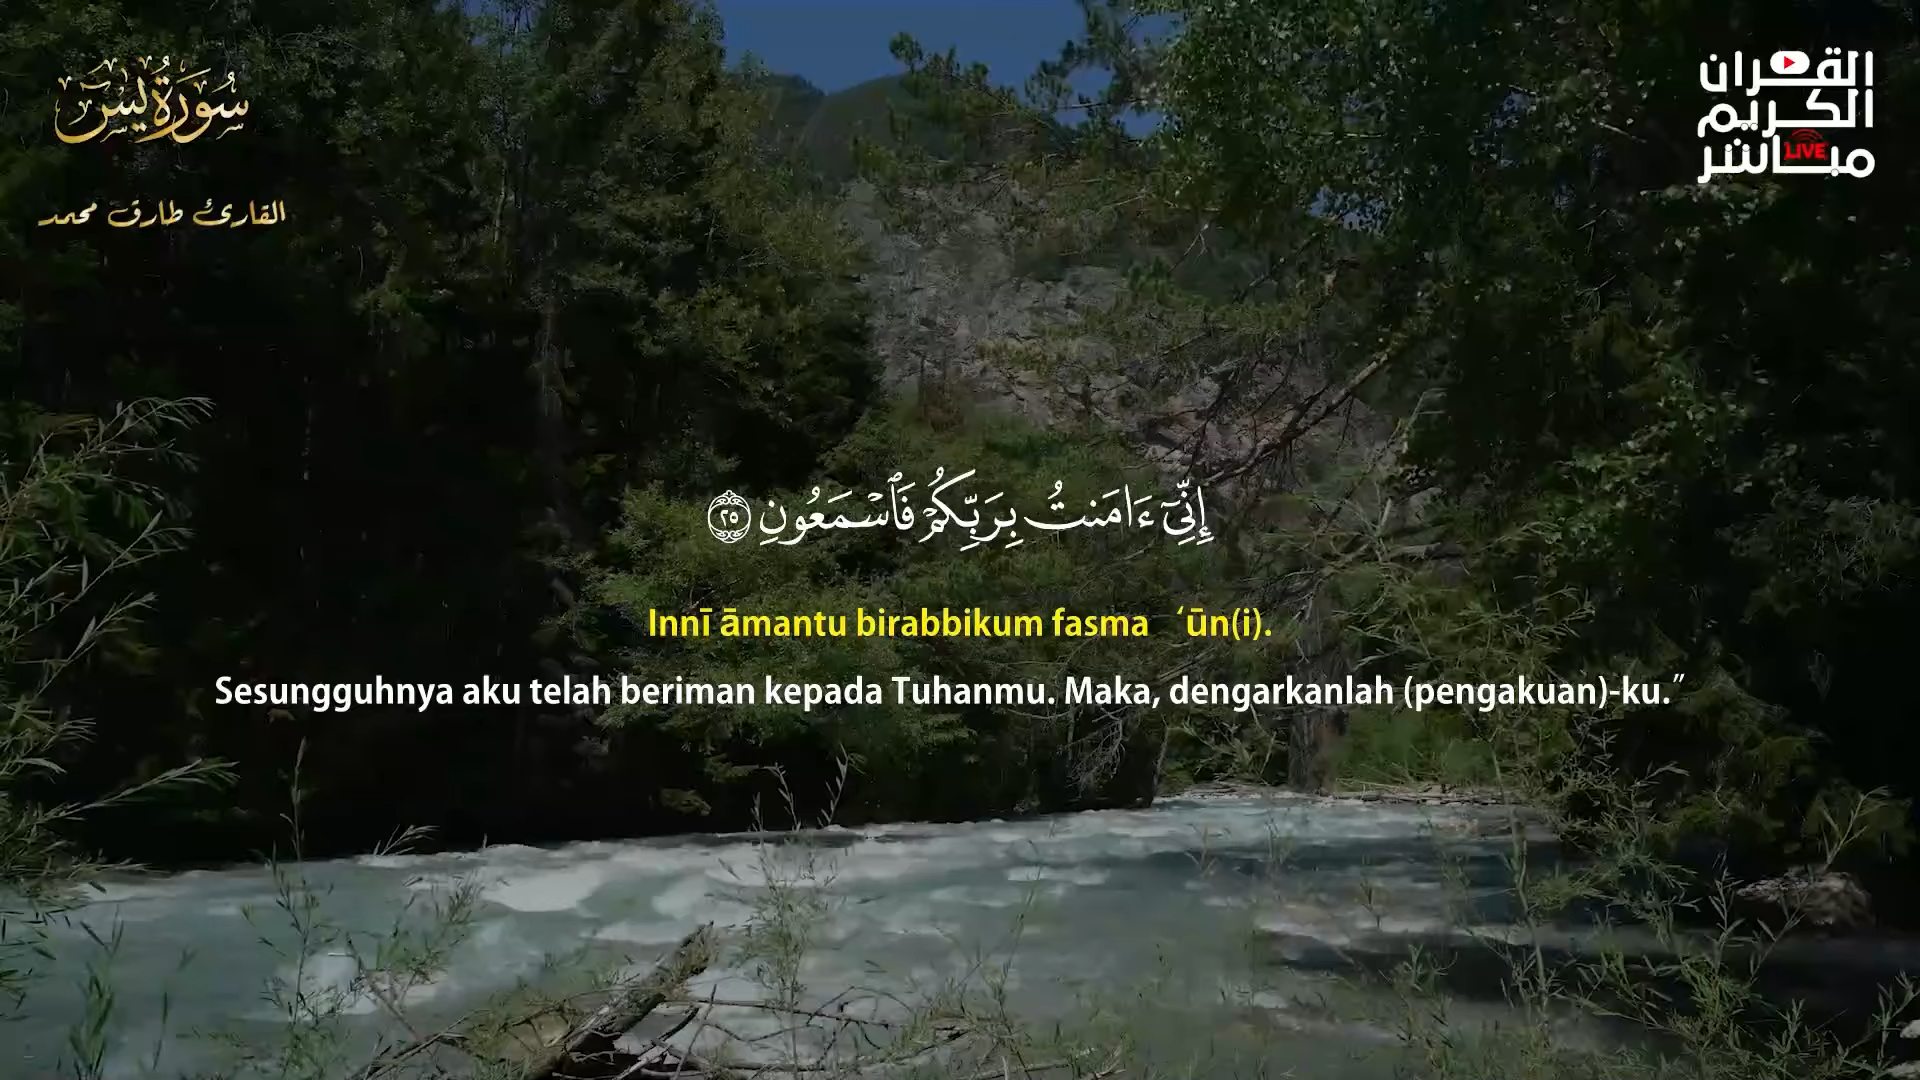 سُورَةُ يس
القارئ طارق محمد
القرآن
الكريم
مباشر
LIVE
إِنِّىٓ ءَامَنتُ بِرَبِّكُمْ فَٱسْمَعُونِ ٢٥
Innī āmantu birabbikum fasma ‘ūn(i).
Sesungguhnya aku telah beriman kepada Tuhanmu. Maka, dengarkanlah (pengakuan)-ku.”